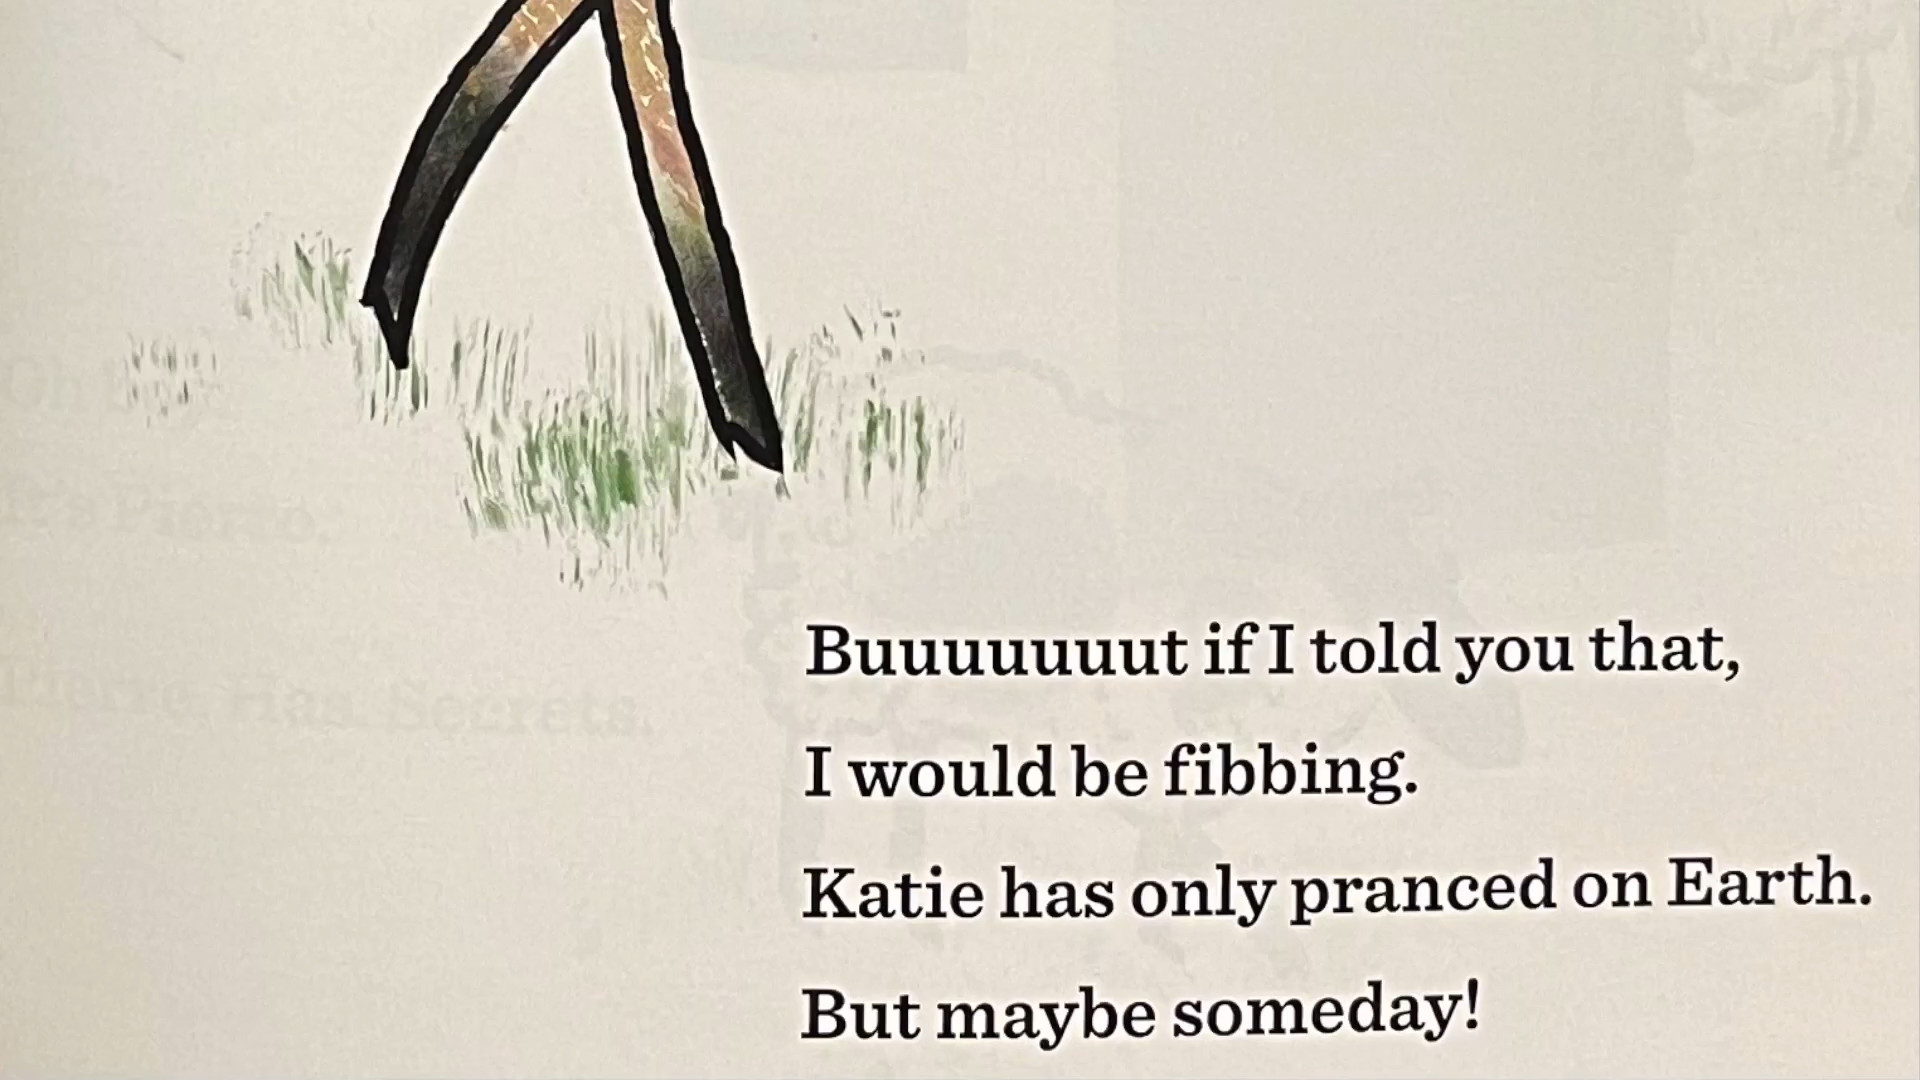 Buuuuuuut if I told you that,
I would be fibbing.
Katie has only pranced on Earth.
But maybe someday!